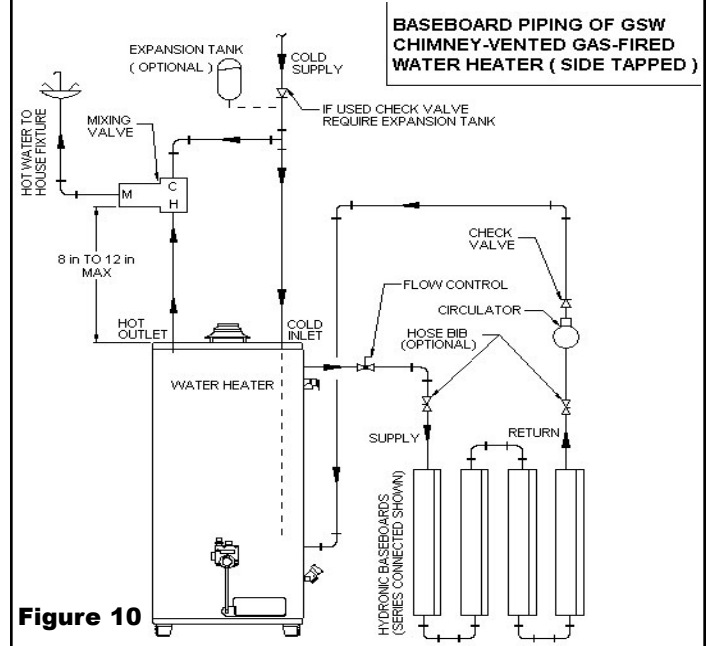 BASEBOARD PIPING OF GSW
CHIMNEY-VENTED GAS-FIRED
WATER HEATER ( SIDE TAPPED )
EXPANSION TANK
( OPTIONAL )
COLD
SUPPLY
IF USED CHECK VALVE
REQUIRE EXPANSION TANK
MIXING
VALVE
HOT WATER TO
HOUSE FIXTURE
M
C
H
8 in TO 12 in
MAX
CHECK
VALVE
FLOW CONTROL
CIRCULATOR
HOT
OUTLET
COLD
INLET
HOSE BIB
(OPTIONAL)
WATER HEATER
SUPPLY
RETURN
HYDRONIC BASEBOARDS
(SERIES CONNECTED SHOWN)
Figure 10